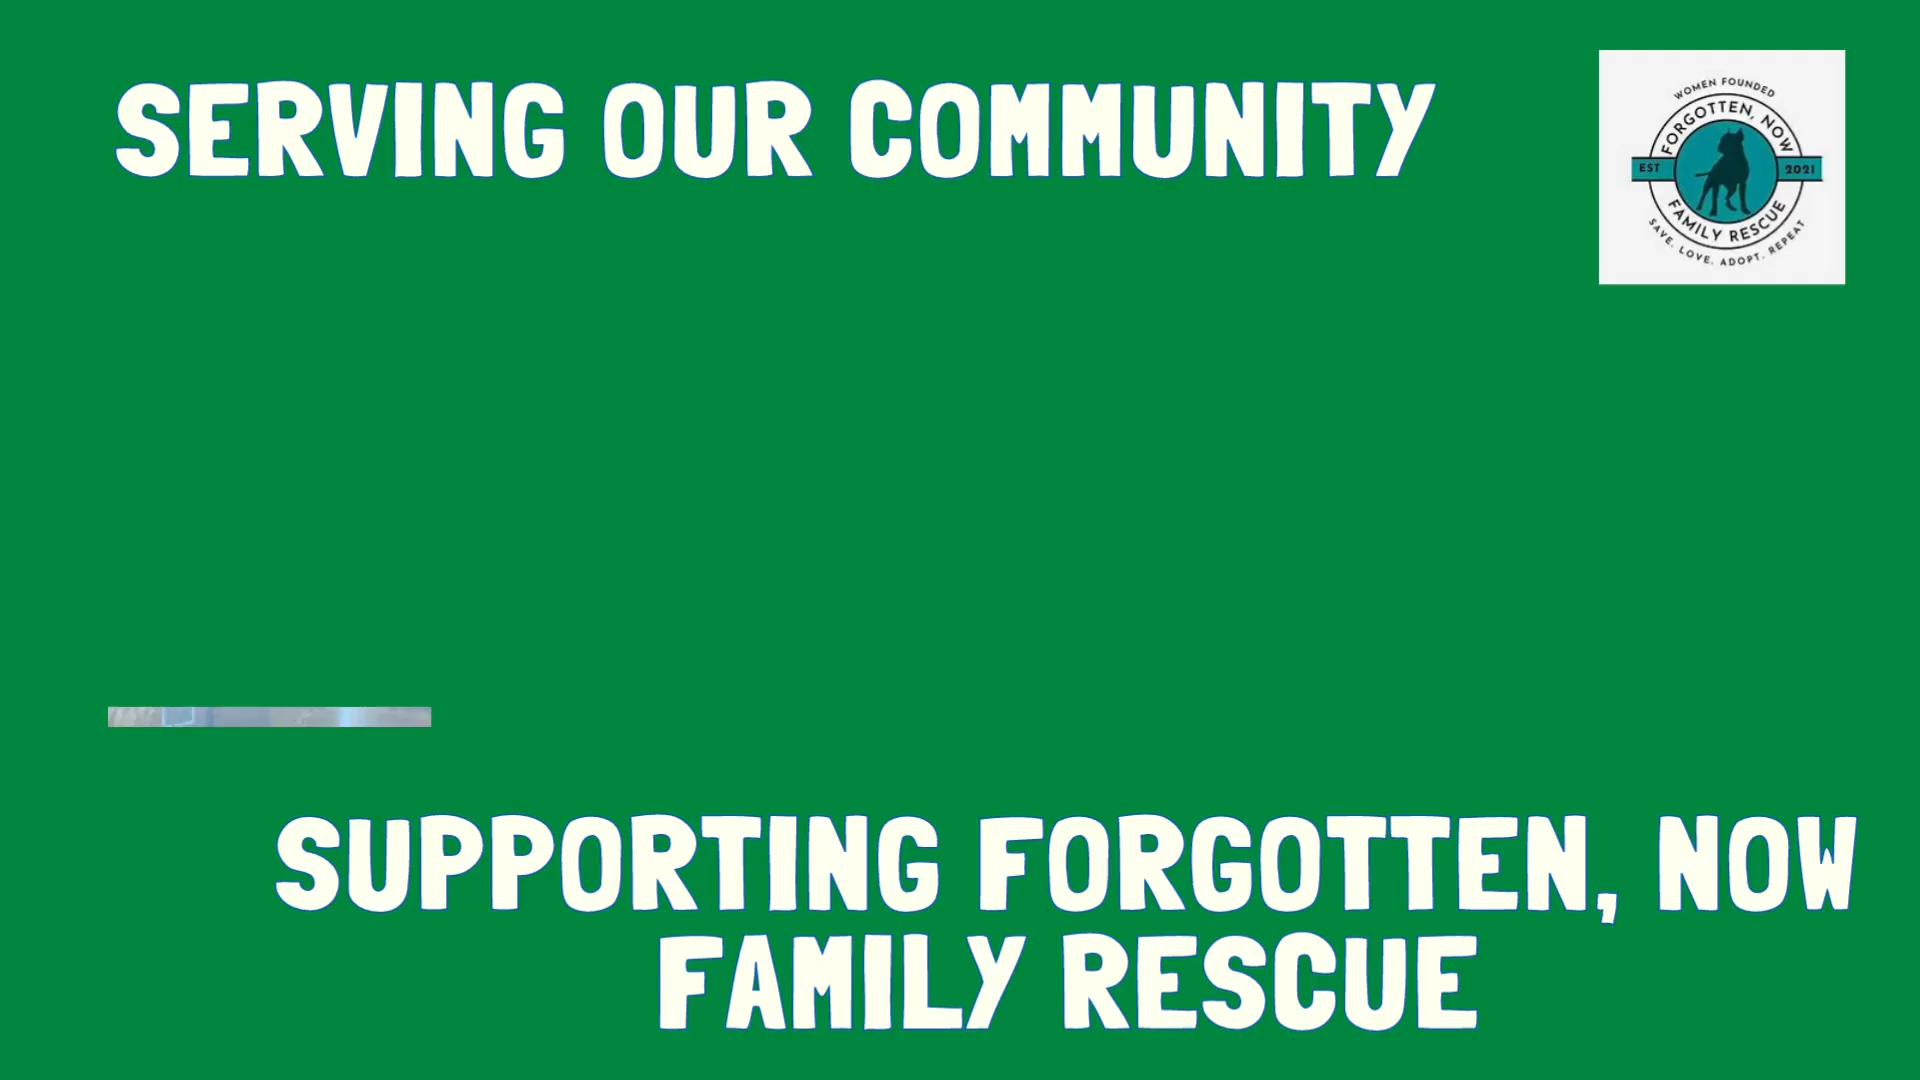 SERVING OUR COMMUNITY
WOMEN FOUNDED
FORGOTTEN, NOW
EST 2021
FAMILY RESCUE
SAVE. LOVE. ADOPT. REPEAT
SUPPORTING FORGOTTEN, NOW
FAMILY RESCUE